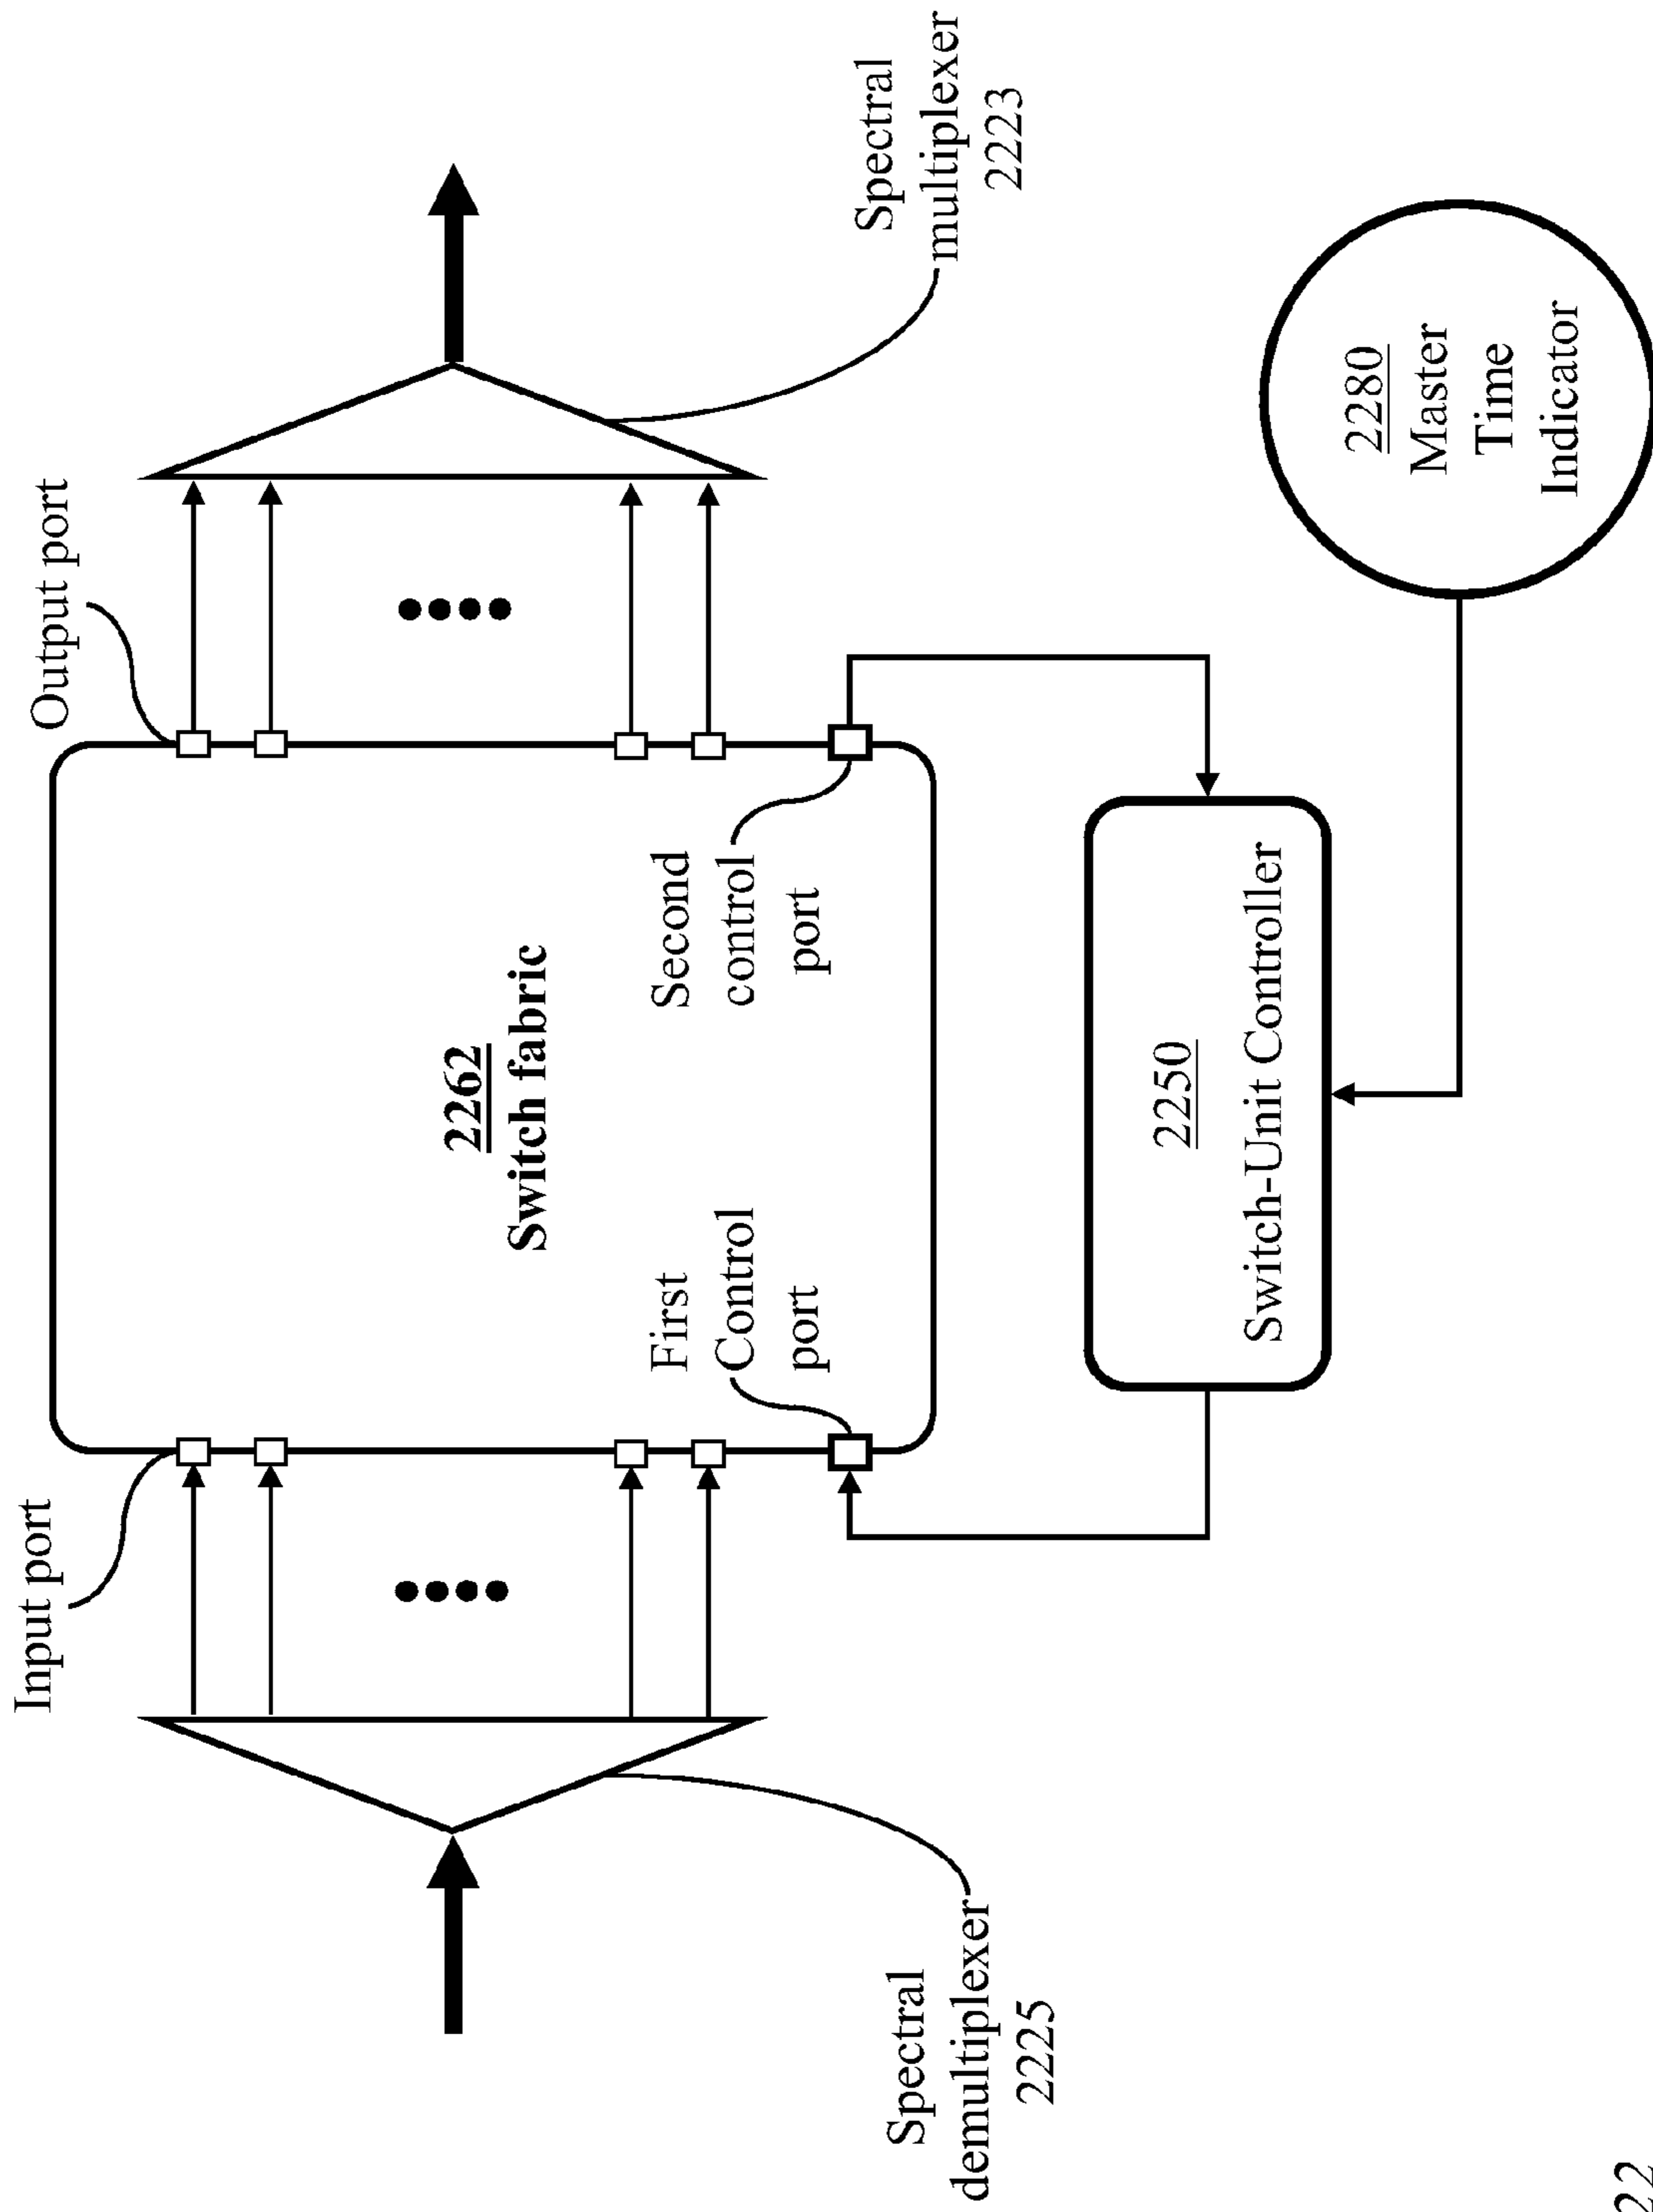 Input port
Output port
2262
Switch fabric
First
Control
port
Second
control
port
Spectral
demultiplexer
2225
Spectral
multiplexer
2223
2250
Switch-Unit Controller
2280
Master
Time
Indicator
22